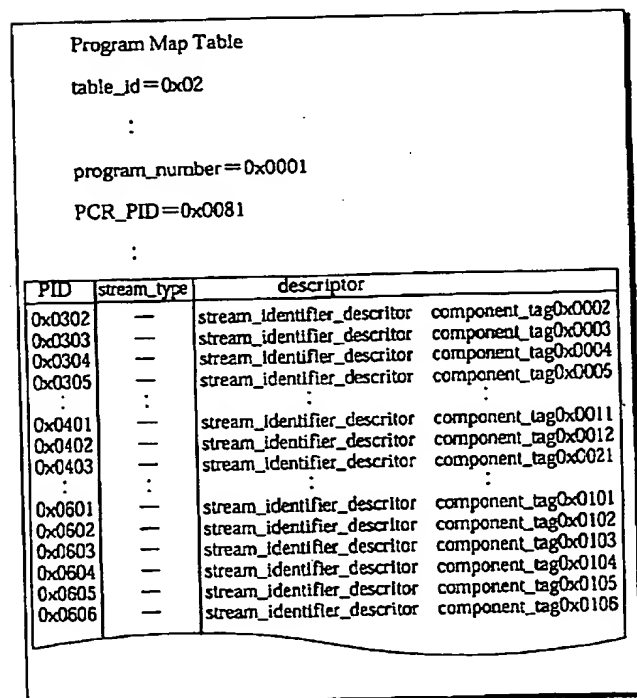 Program Map Table
table_id=0x02
:
program_number=0x0001
PCR_PID=0x0081
:
PID stream_type descriptor
0x0302 — stream_identifier_descritor component_tag0x0002
0x0303 — stream_identifier_descritor component_tag0x0003
0x0304 — stream_identifier_descritor component_tag0x0004
0x0305 — stream_identifier_descritor component_tag0x0005
: : : :
0x0401 — stream_identifier_descritor component_tag0x0011
0x0402 — stream_identifier_descritor component_tag0x0012
0x0403 — stream_identifier_descritor component_tag0x0021
: : : :
0x0601 — stream_identifier_descritor component_tag0x0101
0x0602 — stream_identifier_descritor component_tag0x0102
0x0603 — stream_identifier_descritor component_tag0x0103
0x0604 — stream_identifier_descritor component_tag0x0104
0x0605 — stream_identifier_descritor component_tag0x0105
0x0606 — stream_identifier_descritor component_tag0x0106